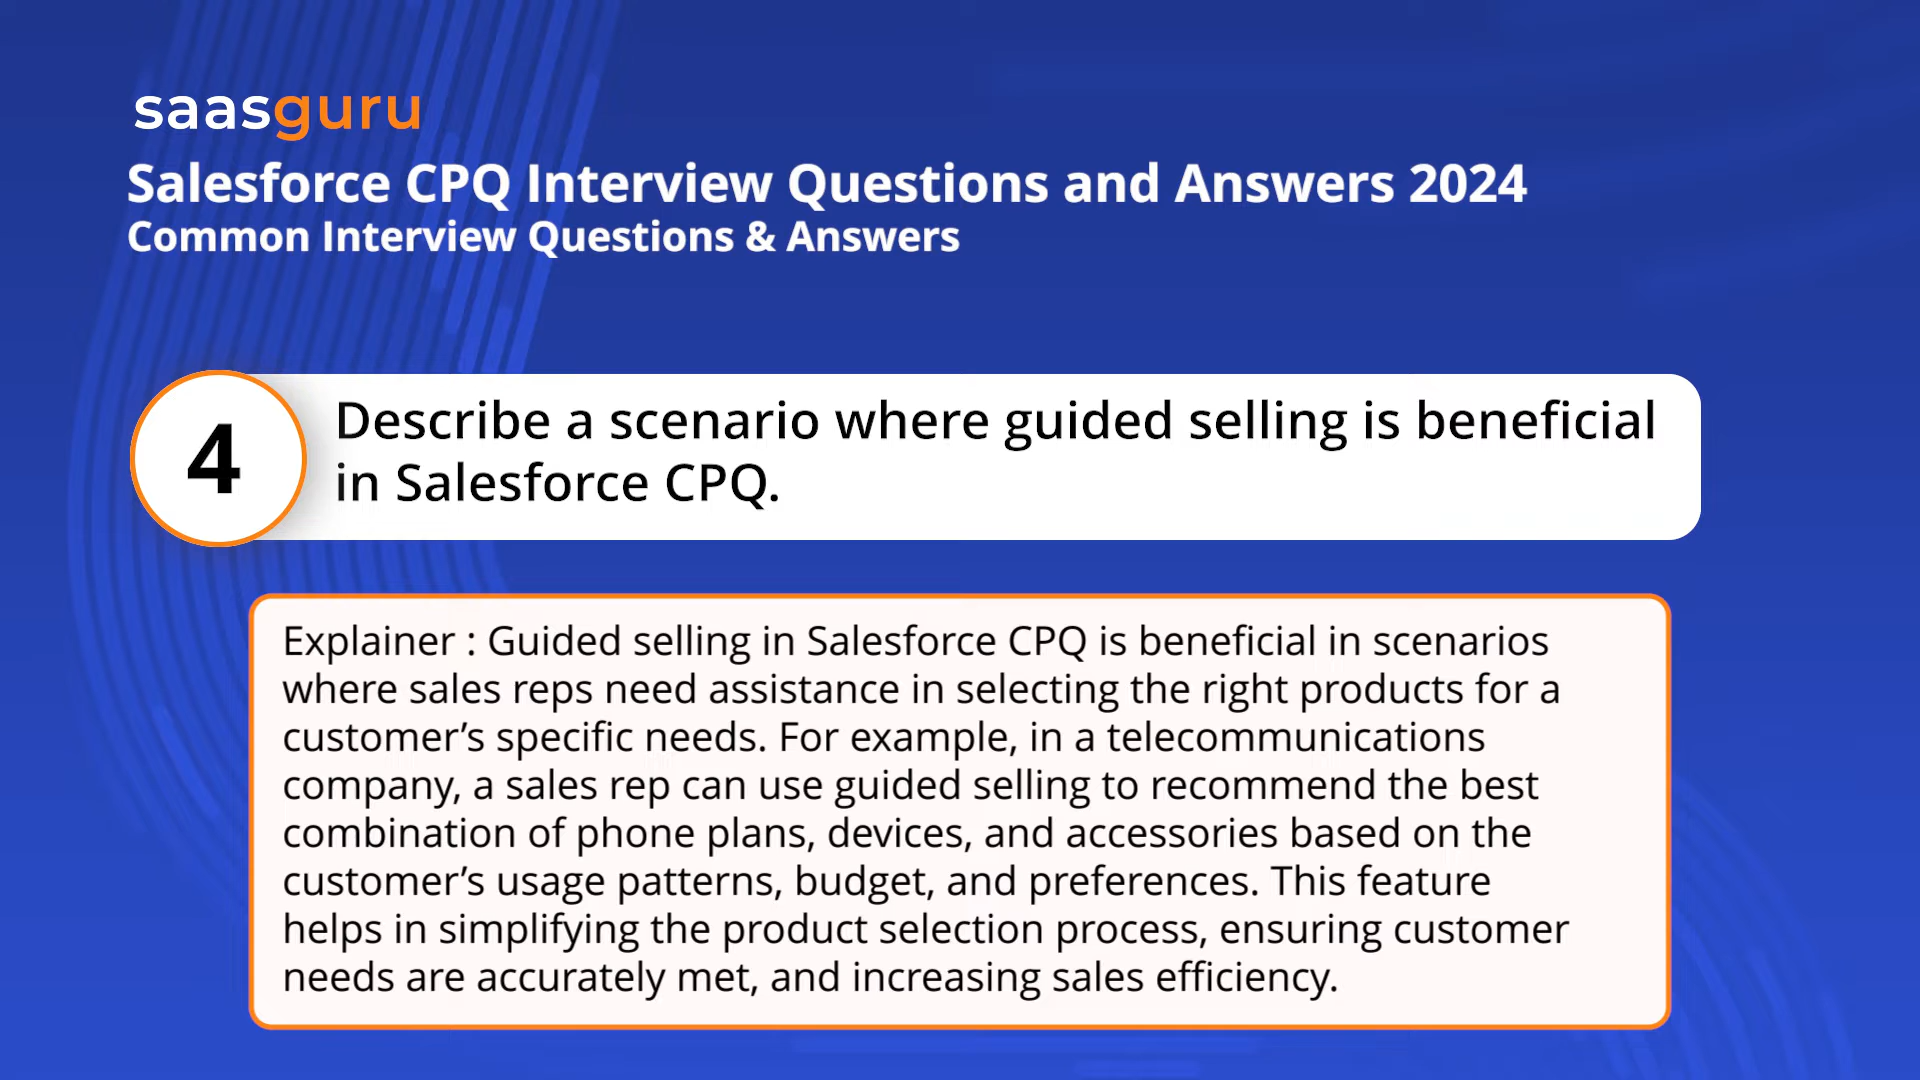 saasguru
Salesforce CPQ Interview Questions and Answers 2024
Common Interview Questions & Answers
4
Describe a scenario where guided selling is beneficial
in Salesforce CPQ.
Explainer : Guided selling in Salesforce CPQ is beneficial in scenarios
where sales reps need assistance in selecting the right products for a
customer’s specific needs. For example, in a telecommunications
company, a sales rep can use guided selling to recommend the best
combination of phone plans, devices, and accessories based on the
customer’s usage patterns, budget, and preferences. This feature
helps in simplifying the product selection process, ensuring customer
needs are accurately met, and increasing sales efficiency.